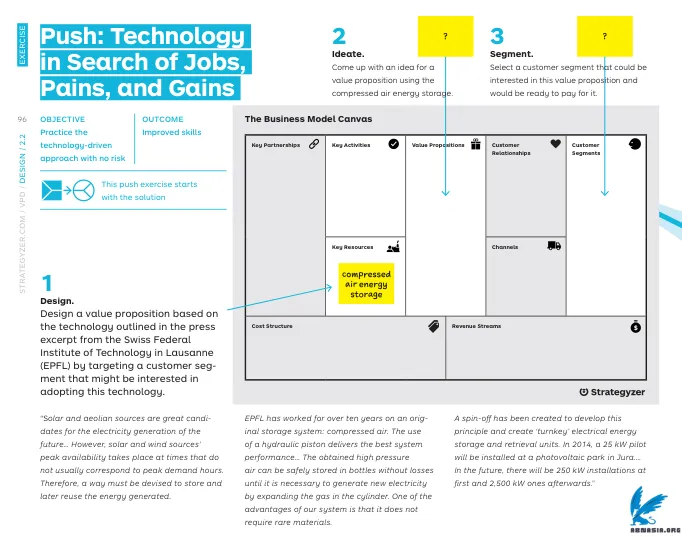 EXERCISE
Push: Technology
in Search of Jobs,
Pains, and Gains
96
STRATEGYZER.COM / VPD / DESIGN / 2.2
OBJECTIVE
Practice the
technology-driven
approach with no risk
OUTCOME
Improved skills
This push exercise starts
with the solution
1
Design.
Design a value proposition based on
the technology outlined in the press
excerpt from the Swiss Federal
Institute of Technology in Lausanne
(EPFL) by targeting a customer seg-
ment that might be interested in
adopting this technology.
2
Ideate.
Come up with an idea for a
value proposition using the
compressed air energy storage.
?
3
Segment.
Select a customer segment that could be
interested in this value proposition and
would be ready to pay for it.
?
The Business Model Canvas
Key Partnerships
Key Activities
Value Propositions
Customer
Relationships
Customer
Segments
Key Resources
compressed
air energy
storage
Channels
Cost Structure
Revenue Streams
$
Strategyzer
"Solar and aeolian sources are great candi-
dates for the electricity generation of the
future... However, solar and wind sources'
peak availability takes place at times that do
not usually correspond to peak demand hours.
Therefore, a way must be devised to store and
later reuse the energy generated.
EPFL has worked for over ten years on an orig-
inal storage system: compressed air. The use
of a hydraulic piston delivers the best system
performance... The obtained high pressure
air can be safely stored in bottles without losses
until it is necessary to generate new electricity
by expanding the gas in the cylinder. One of the
advantages of our system is that it does not
require rare materials.
A spin-off has been created to develop this
principle and create 'turnkey' electrical energy
storage and retrieval units. In 2014, a 25 kW pilot
will be installed at a photovoltaic park in Jura....
In the future, there will be 250 kW installations at
first and 2,500 kW ones afterwards."
ARMASIA.ORG